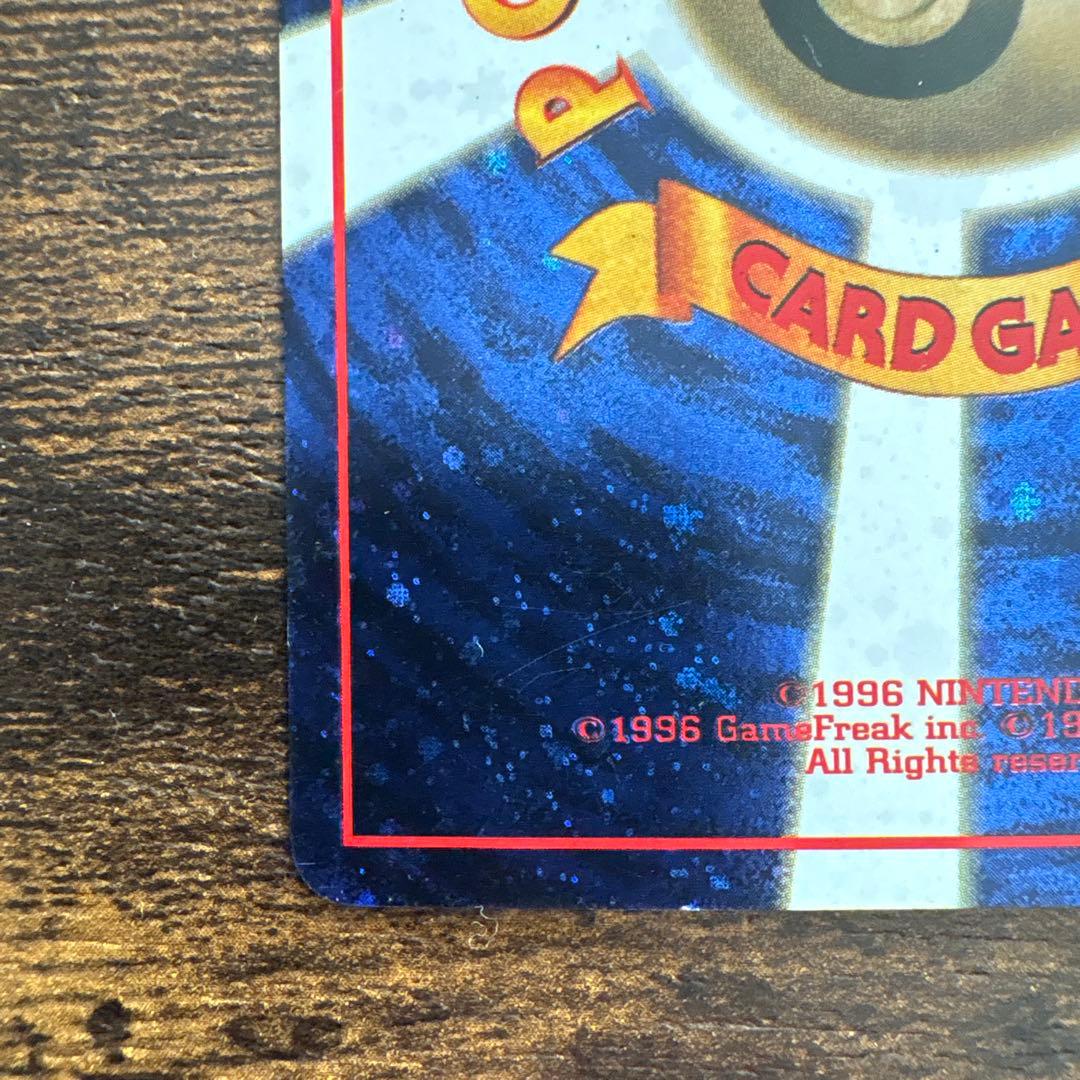 P
CARD GA
©1996 NINTEND
©1996 GameFreak inc. ©19
All Rights reser